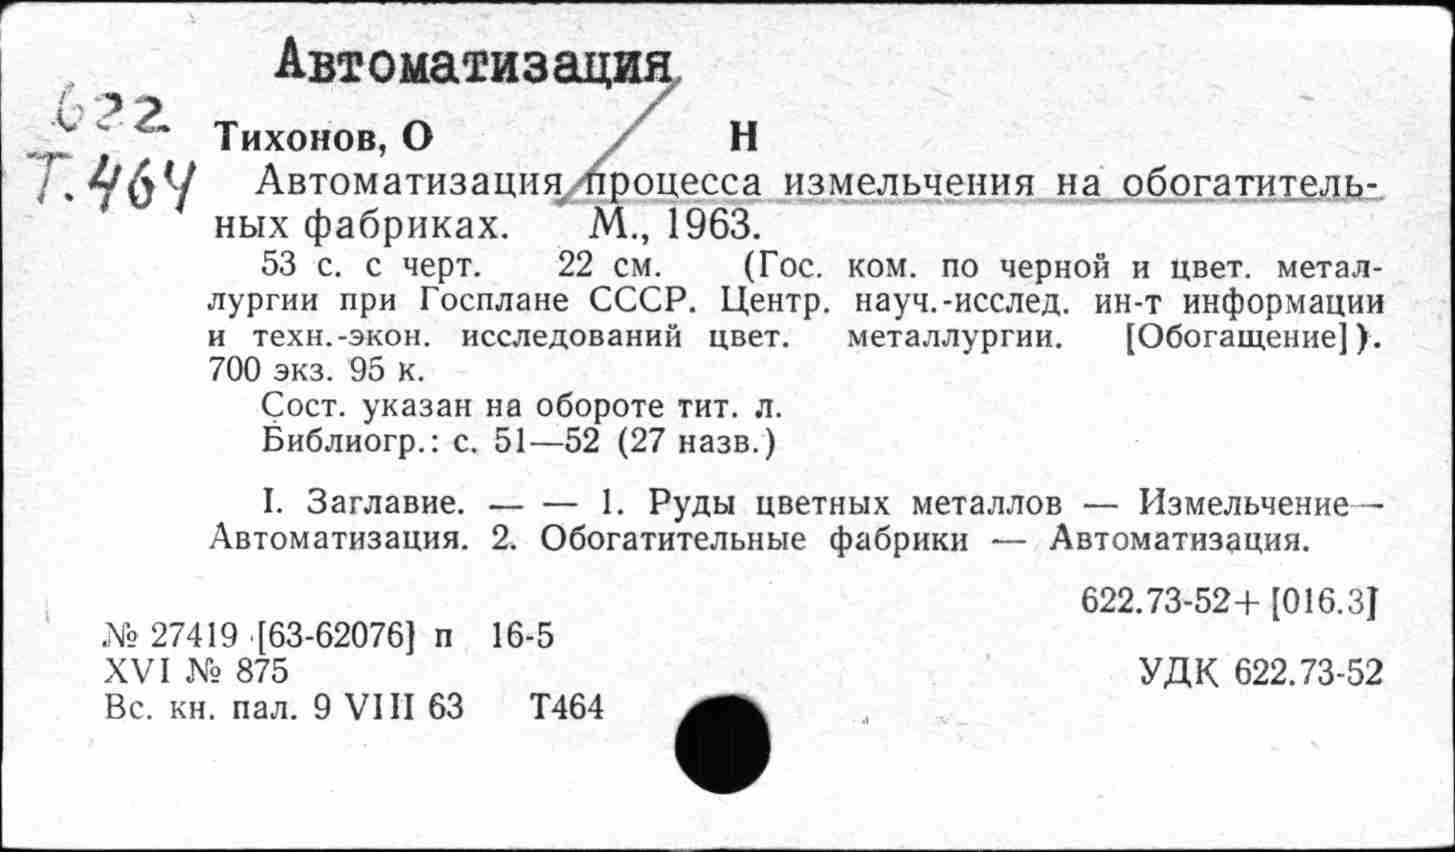 Автоматизация
622
Т.464
Тихонов, О Н
Автоматизация процесса измельчения на обогатитель-
ных фабриках. М., 1963.
53 с. с черт. 22 см. (Гос. ком. по черной и цвет. метал-
лургии при Госплане СССР. Центр. науч.-исслед. ин-т информации
и техн.-экон. исследований цвет. металлургии. [Обогащение]).
700 экз. 95 к.
Сост. указан на обороте тит. л.
Библиогр.: с. 51—52 (27 назв.)
I. Заглавие. — — 1. Руды цветных металлов — Измельчение —
Автоматизация. 2. Обогатительные фабрики — Автоматизация.
622.73-52+ [016.3]
№ 27419 [63-62076] п 16-5
XVI № 875
УДК 622.73-52
Вс. кн. пал. 9 VIII 63 Т464